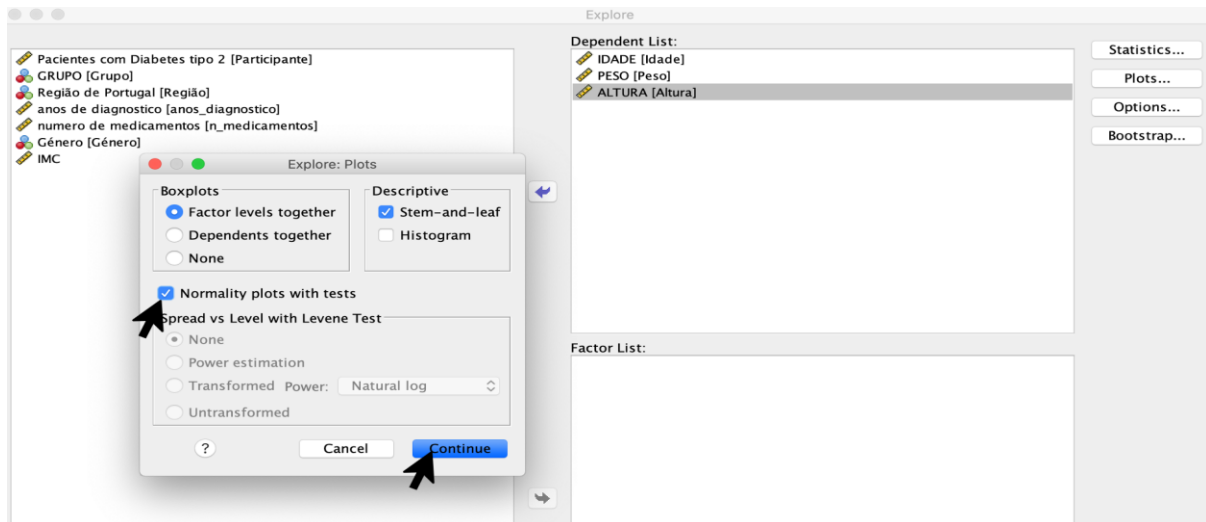 Explore
Pacientes com Diabetes tipo 2 [Participante]
GRUPO [Grupo]
Região de Portugal [Região]
anos de diagnostico [anos_diagnostico]
numero de medicamentos [n_medicamentos]
Género [Género]
IMC
Dependent List:
IDADE [Idade]
PESO [Peso]
ALTURA [Altura]
Statistics...
Plots...
Options...
Bootstrap...
Explore: Plots
Boxplots
Factor levels together
Dependents together
None
Descriptive
Stem-and-leaf
Histogram
Normality plots with tests
Spread vs Level with Levene Test
None
Power estimation
Transformed Power: Natural log
Untransformed
?
Cancel
Continue
Factor List: